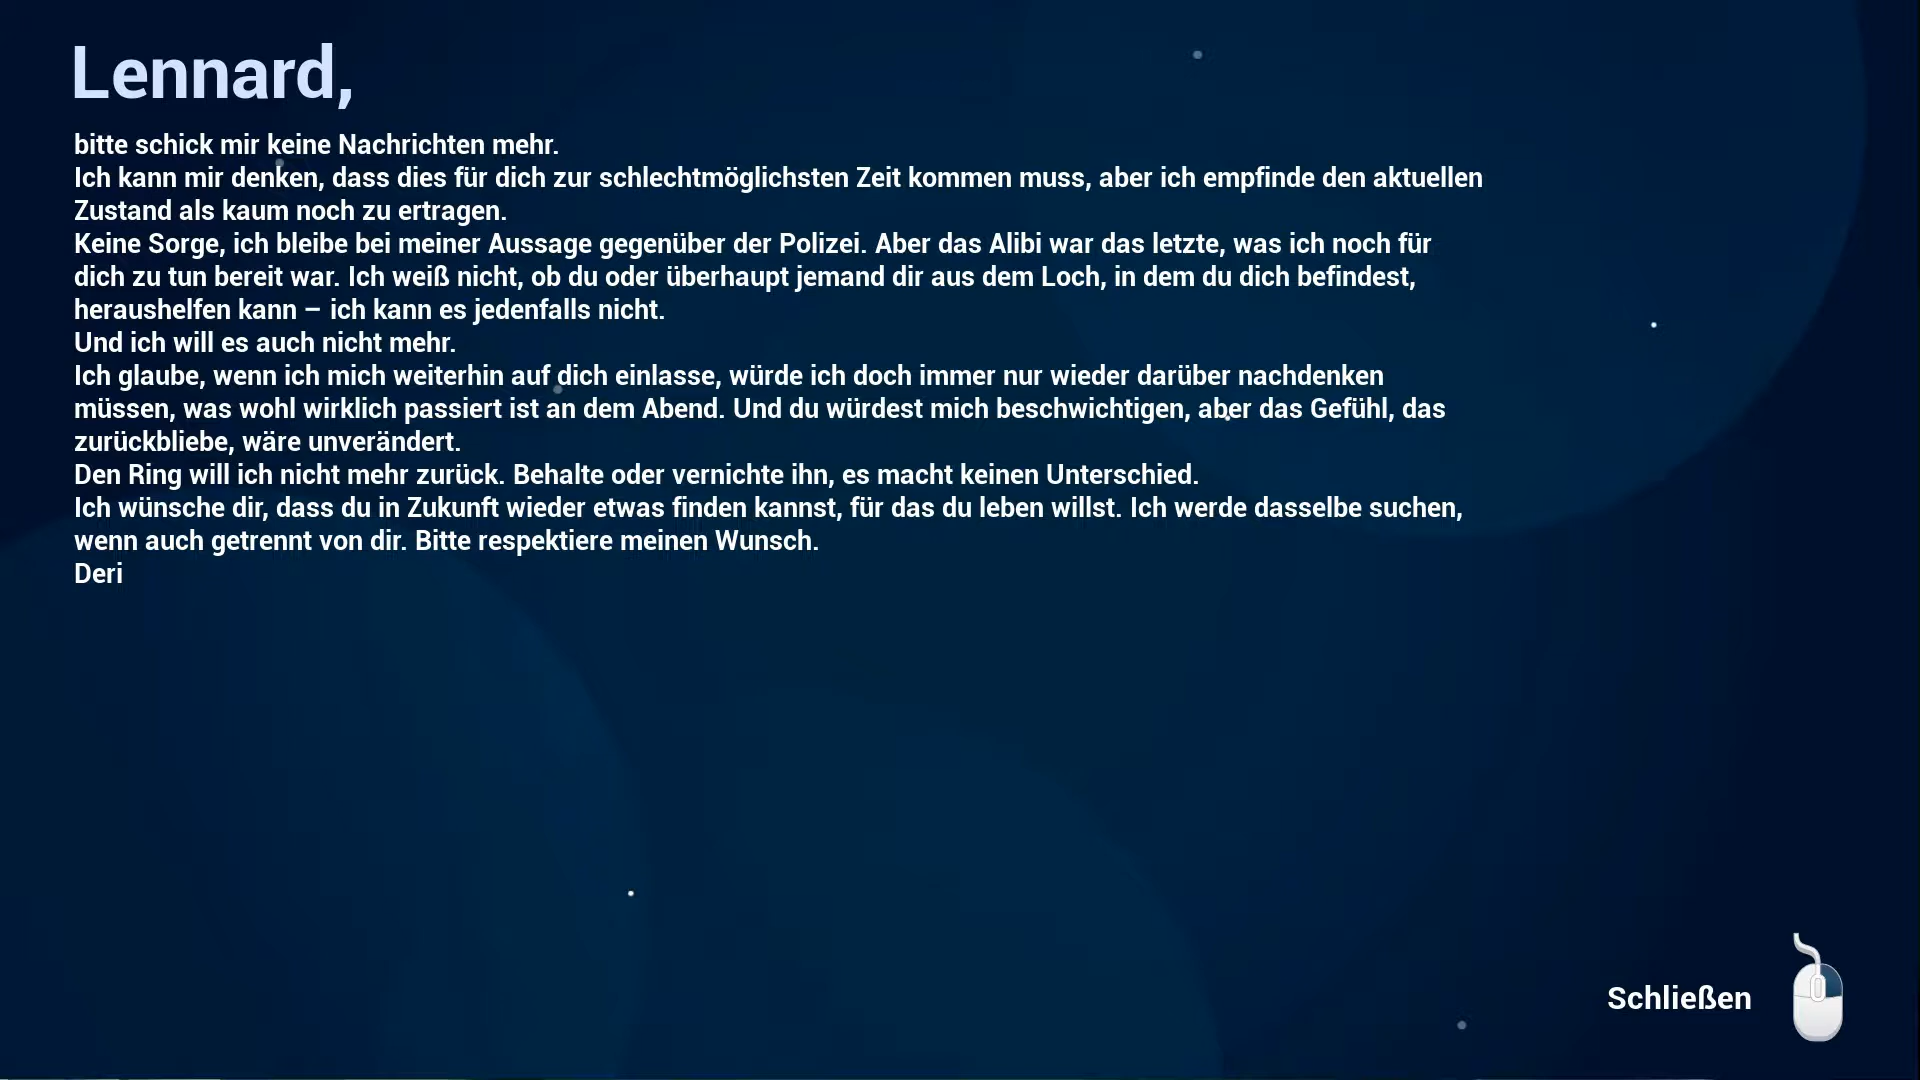 Lennard,
bitte schick mir keine Nachrichten mehr.
Ich kann mir denken, dass dies für dich zur schlechtmöglichsten Zeit kommen muss, aber ich empfinde den aktuellen
Zustand als kaum noch zu ertragen.
Keine Sorge, ich bleibe bei meiner Aussage gegenüber der Polizei. Aber das Alibi war das letzte, was ich noch für
dich zu tun bereit war. Ich weiß nicht, ob du oder überhaupt jemand dir aus dem Loch, in dem du dich befindest,
heraushelfen kann – ich kann es jedenfalls nicht.
Und ich will es auch nicht mehr.
Ich glaube, wenn ich mich weiterhin auf dich einlasse, würde ich doch immer nur wieder darüber nachdenken
müssen, was wohl wirklich passiert ist an dem Abend. Und du würdest mich beschwichtigen, aber das Gefühl, das
zurückbliebe, wäre unverändert.
Den Ring will ich nicht mehr zurück. Behalte oder vernichte ihn, es macht keinen Unterschied.
Ich wünsche dir, dass du in Zukunft wieder etwas finden kannst, für das du leben willst. Ich werde dasselbe suchen,
wenn auch getrennt von dir. Bitte respektiere meinen Wunsch.
Deri
Schließen